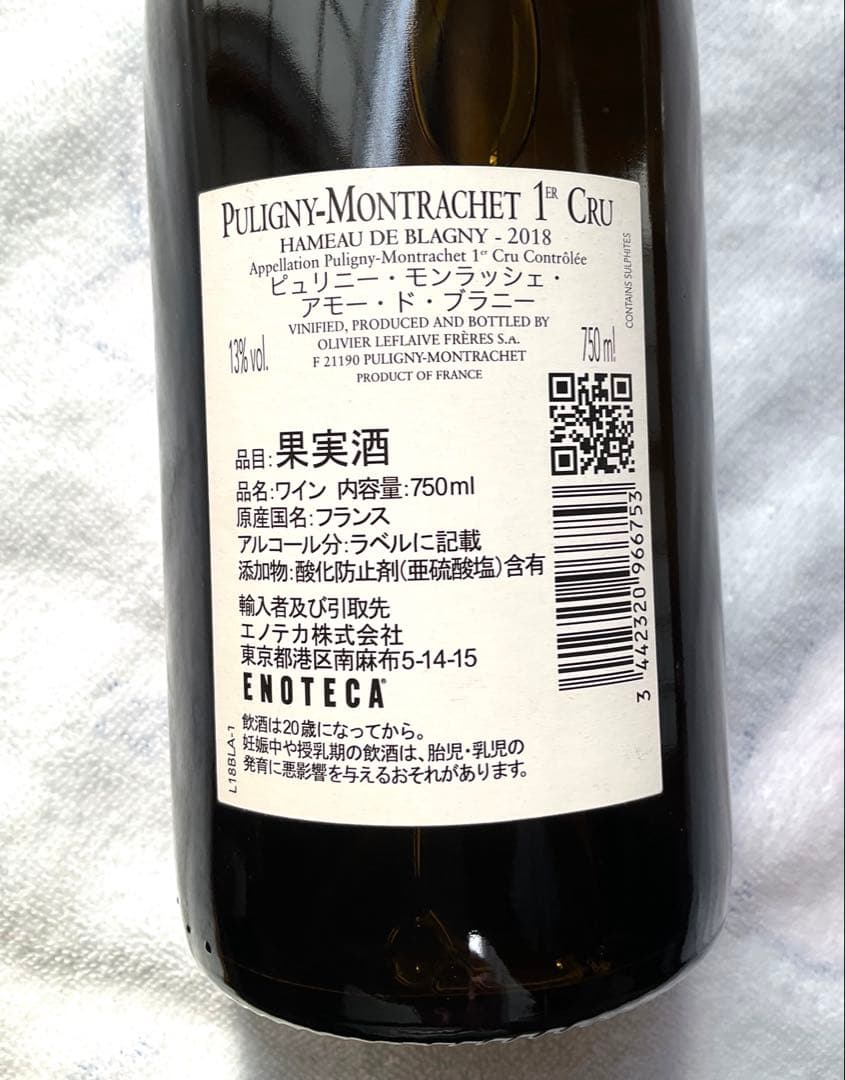 PULIGNY-MONTRACHET 1ER CRU
HAMEAU DE BLAGNY - 2018
Appellation Puligny-Montrachet 1er Cru Contrôlée
ピュリニー・モンラッシェ・
アモー・ド・ブラニー
VINIFIED, PRODUCED AND BOTTLED BY
OLIVIER LEFLAIVE FRÈRES S.A.
F 21190 PULIGNY-MONTRACHET
PRODUCT OF FRANCE
13% vol.
750 ml
CONTAINS SULPHITES
品目:果実酒
品名:ワイン 内容量:750ml
原産国名:フランス
アルコール分:ラベルに記載
添加物:酸化防止剤(亜硫酸塩)含有
輸入者及び引取先
エノテカ株式会社
東京都港区南麻布5-14-15
ENOTECA®
飲酒は20歳になってから。
妊娠中や授乳期の飲酒は、胎児・乳児の
発育に悪影響を与えるおそれがあります。
L18BLA-1
3 442320 966753